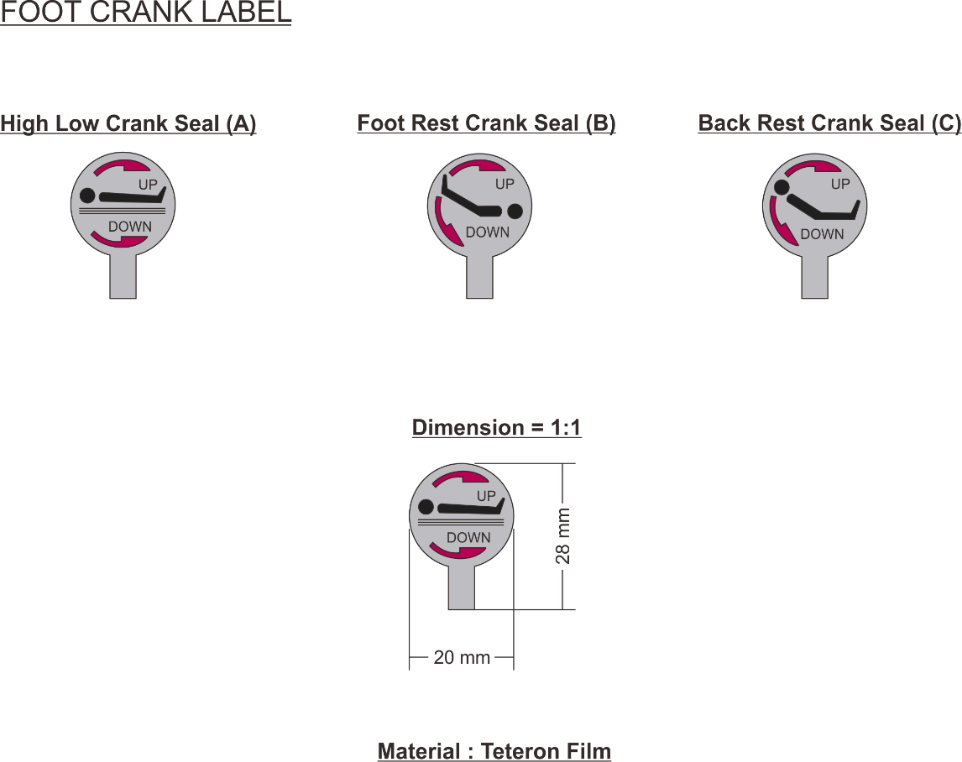 FOOT CRANK LABEL
High Low Crank Seal (A)
Foot Rest Crank Seal (B)
Back Rest Crank Seal (C)
UP
DOWN
UP
DOWN
UP
DOWN
Dimension = 1:1
UP
DOWN
28 mm
20 mm
Material : Teteron Film